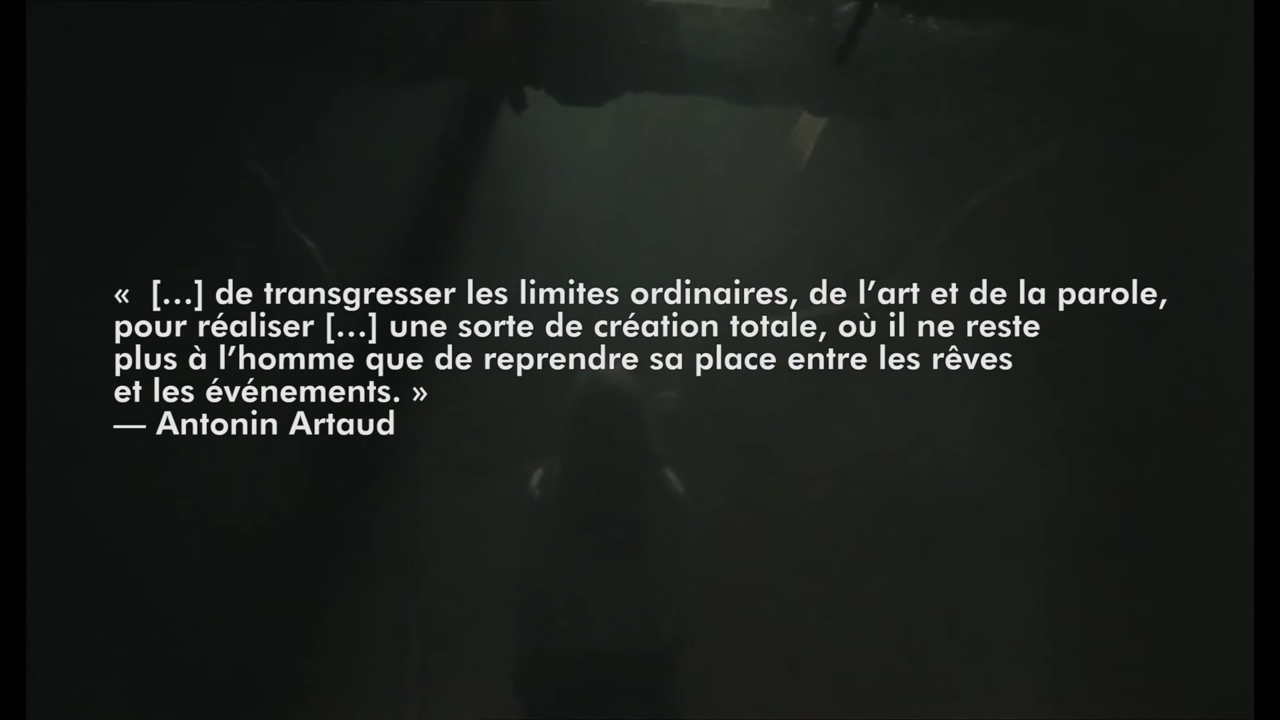 «  […] de transgresser les limites ordinaires, de l’art et de la parole,
pour réaliser […] une sorte de création totale, où il ne reste
plus à l’homme que de reprendre sa place entre les rêves
et les événements. »
— Antonin Artaud